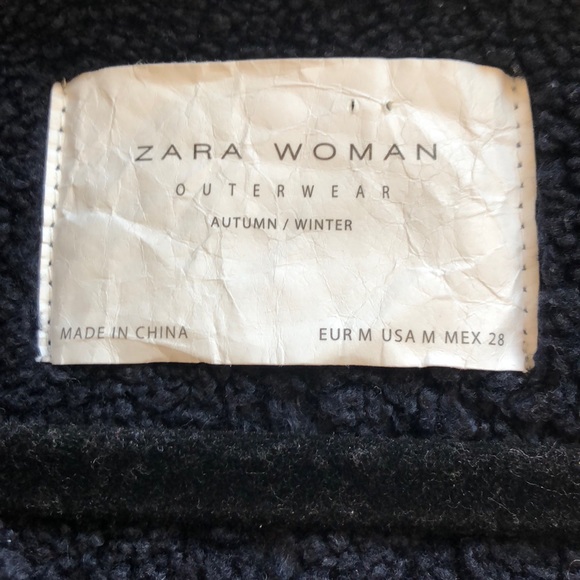 ZARA WOMAN
OUTERWEAR
AUTUMN / WINTER
MADE IN CHINA
EUR M USA M MEX 28